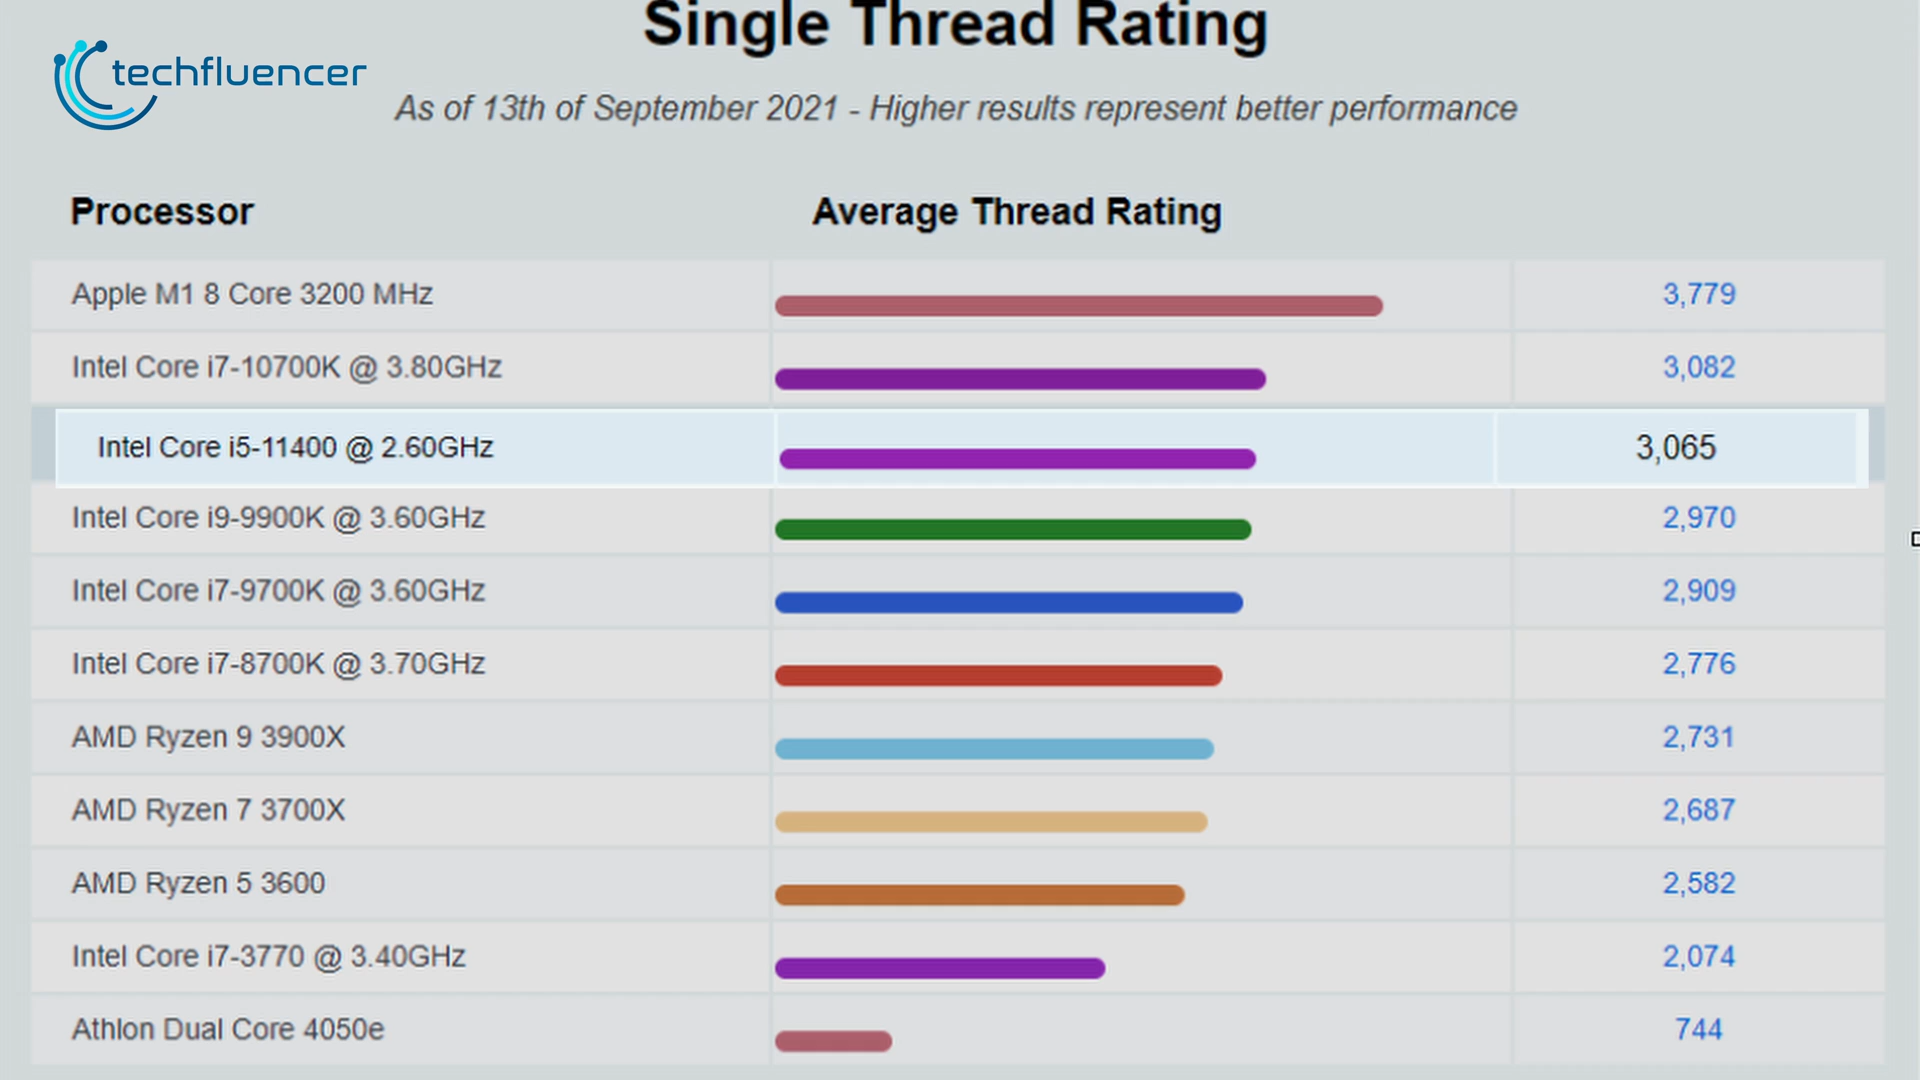 Single Thread Rating
techfluencer
As of 13th of September 2021 - Higher results represent better performance
Processor Average Thread Rating
Apple M1 8 Core 3200 MHz 3,779
Intel Core i7-10700K @ 3.80GHz 3,082
Intel Core i5-11400 @ 2.60GHz 3,065
Intel Core i9-9900K @ 3.60GHz 2,970
Intel Core i7-9700K @ 3.60GHz 2,909
Intel Core i7-8700K @ 3.70GHz 2,776
AMD Ryzen 9 3900X 2,731
AMD Ryzen 7 3700X 2,687
AMD Ryzen 5 3600 2,582
Intel Core i7-3770 @ 3.40GHz 2,074
Athlon Dual Core 4050e 744